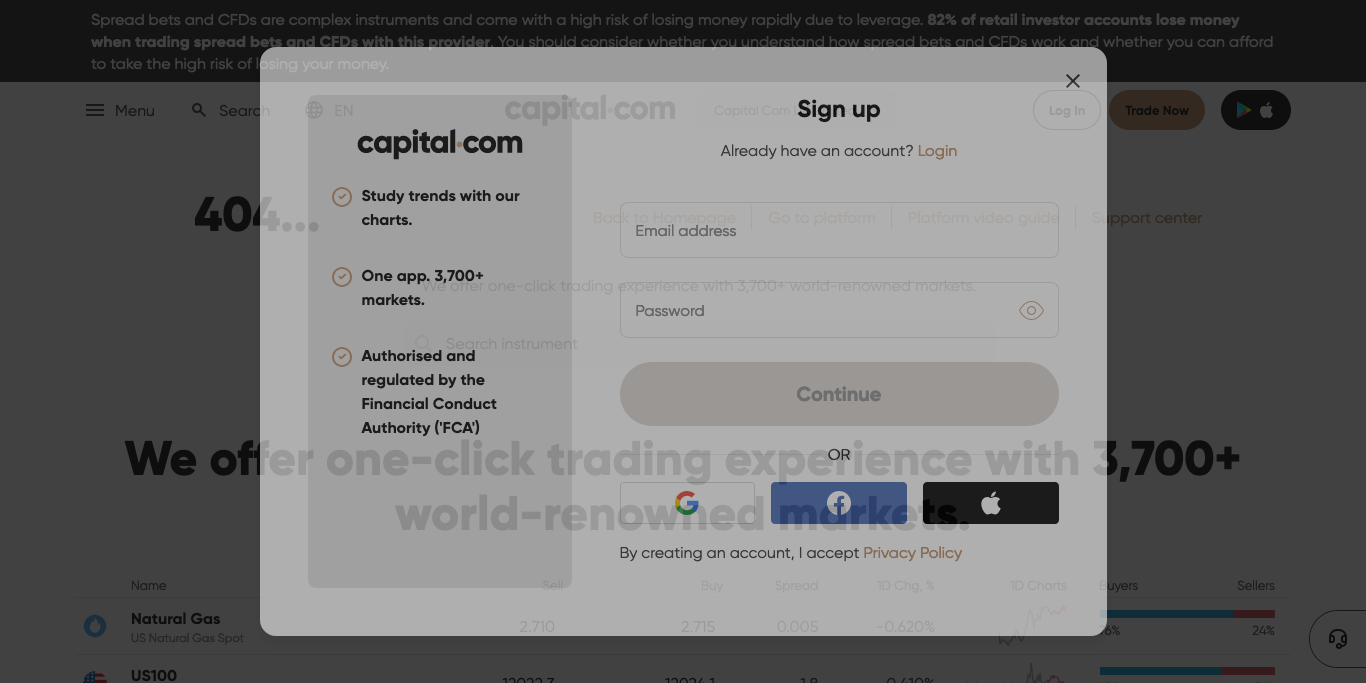 Spread bets and CFDs are complex instruments and come with a high risk of losing money rapidly due to leverage. 82% of retail investor accounts lose money
when trading spread bets and CFDs with this provider. You should consider whether you understand how spread bets and CFDs work and whether you can afford
to take the high risk of losing your money.
Menu
Search
EN
capital.com
Capital Com
Log In
Trade Now
404...
Back to Homepage
Go to platform
Platform video guide
Support center
We offer one-click trading experience with 3,700+ world-renowned markets.
Search instrument
We offer one-click trading experience with 3,700+
world-renowned markets.
Name
Sell
Buy
Spread
1D Chg, %
1D Charts
Buyers
Sellers
Natural Gas
US Natural Gas Spot
2.710
2.715
0.005
-0.620%
24%
US100
1.8
capital.com
Study trends with our
charts.
One app. 3,700+
markets.
Authorised and
regulated by the
Financial Conduct
Authority ('FCA')
Sign up
Already have an account? Login
Email address
Password
Continue
OR
By creating an account, I accept Privacy Policy